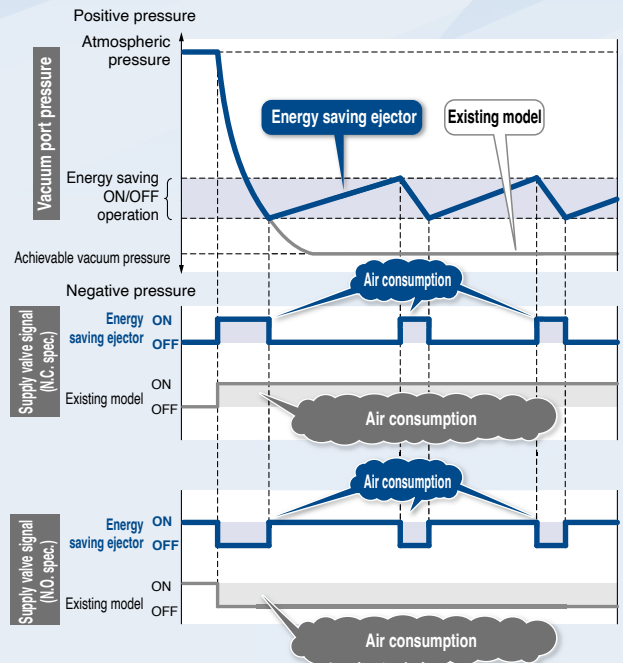 Positive pressure
Atmospheric
pressure
Vacuum port pressure
Energy saving ejector
Existing model
Energy saving
ON/OFF
operation
Achievable vacuum pressure
Negative pressure
Air consumption
Supply valve signal
(N.C. spec.)
Energy
saving ejector
ON
OFF
Existing model
ON
OFF
Air consumption
Air consumption
Supply valve signal
(N.O. spec.)
Energy
saving ejector
ON
OFF
Existing model
ON
OFF
Air consumption